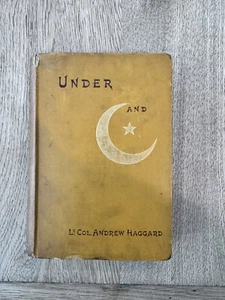 UNDER
AND
LT COL. ANDREW HAGGARD